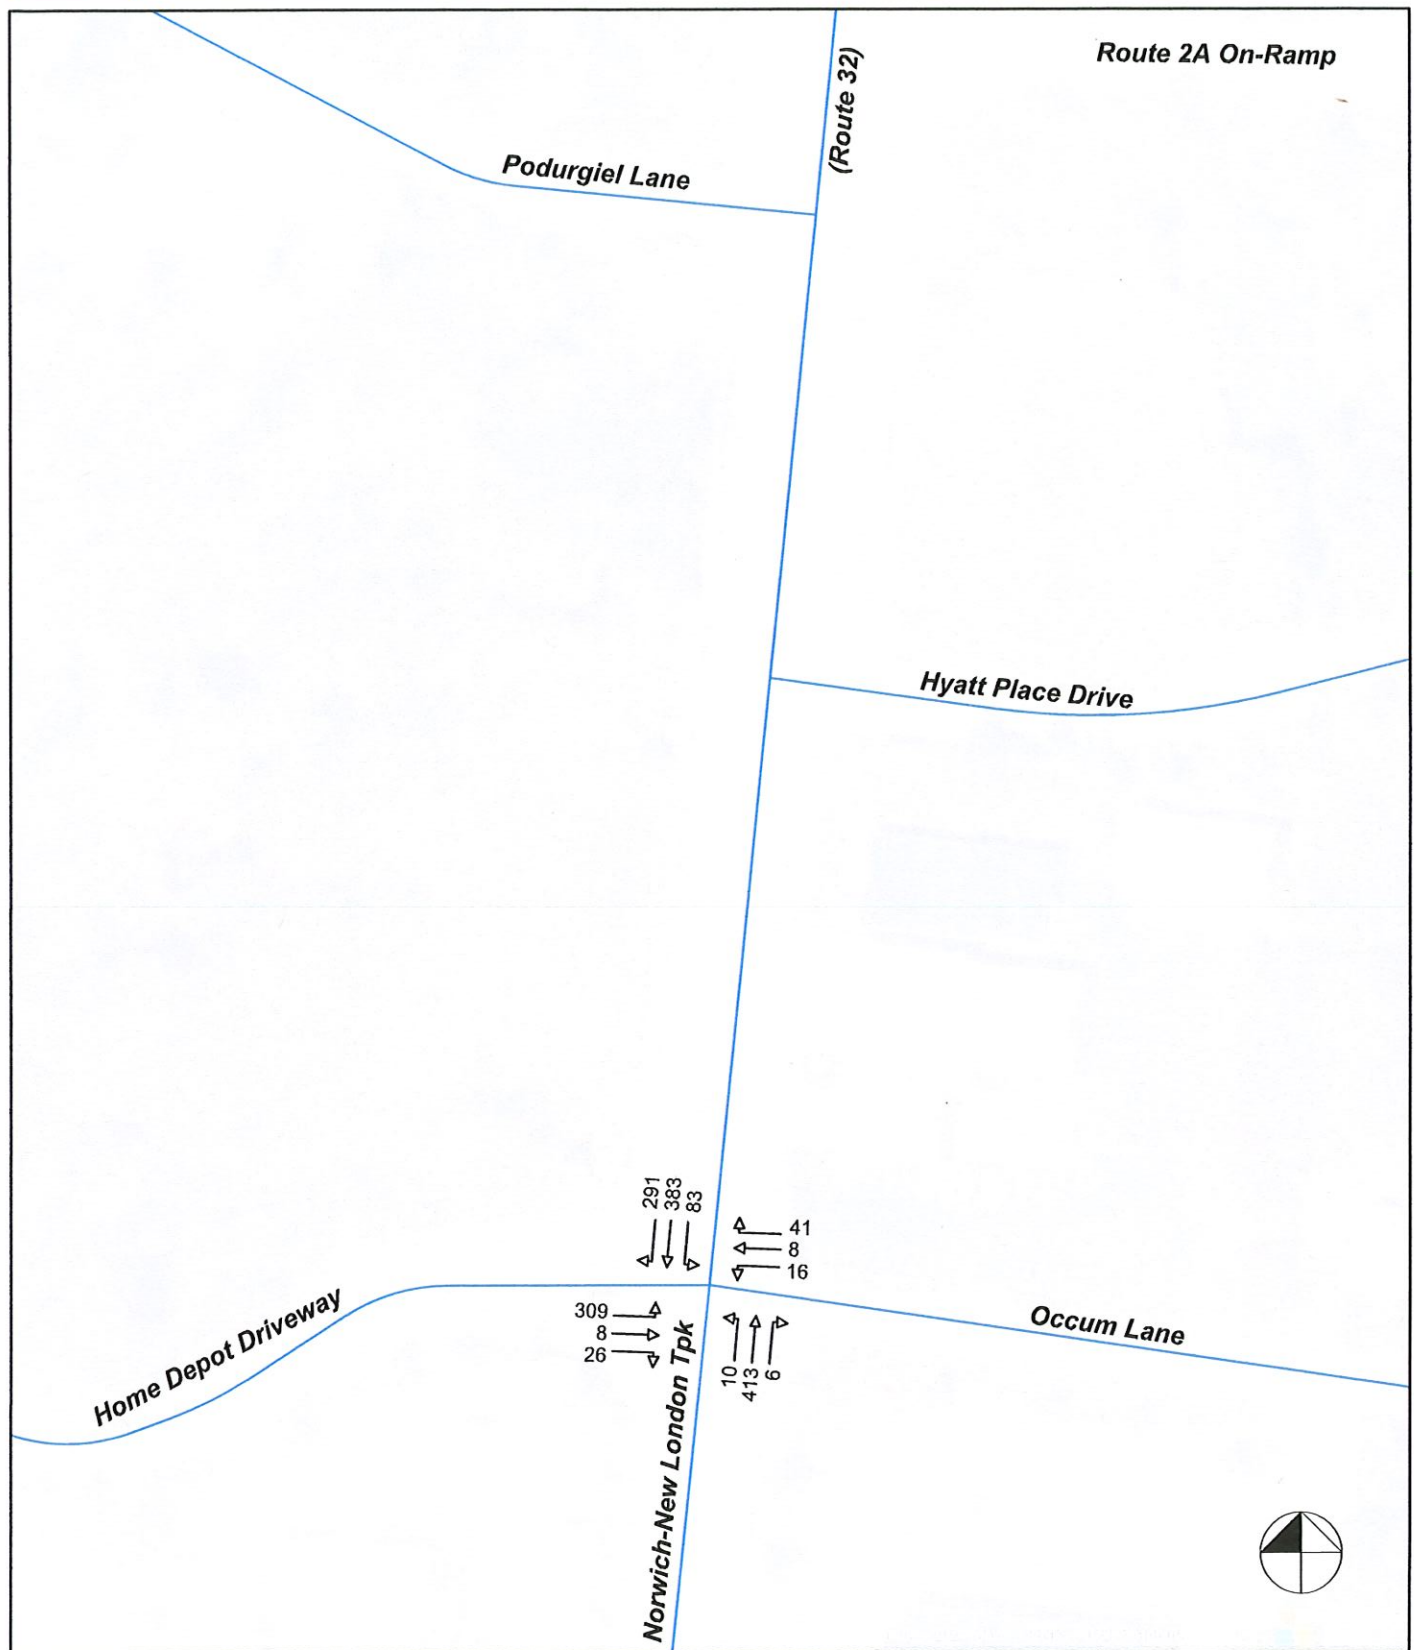 Route 2A On-Ramp
(Route 32)
Podurgiel Lane
Hyatt Place Drive
291
383
83
41
8
16
309
8
26
10
413
6
Home Depot Driveway
Norwich-New London Tpk
Occum Lane